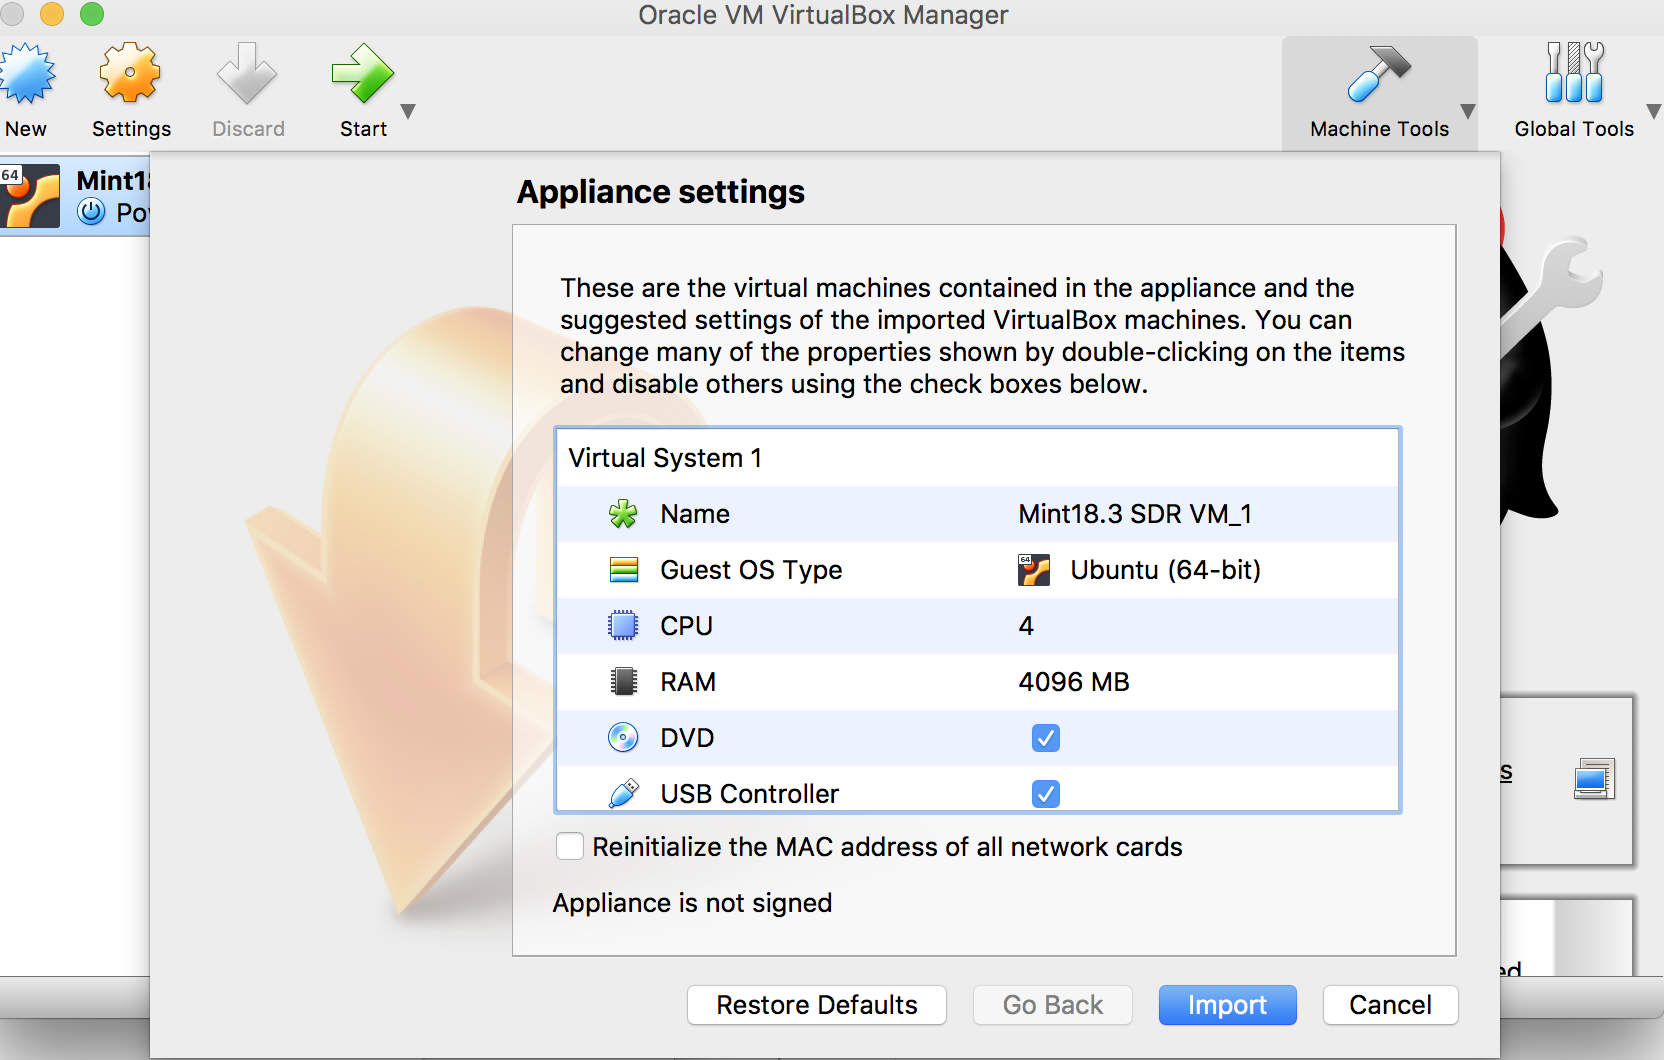 Oracle VM VirtualBox Manager
New
Settings
Discard
Start
Machine Tools
Global Tools
64
Appliance settings
These are the virtual machines contained in the appliance and the
suggested settings of the imported VirtualBox machines. You can
change many of the properties shown by double-clicking on the items
and disable others using the check boxes below.
Virtual System 1
Name Mint18.3 SDR VM_1
Guest OS Type 64 Ubuntu (64-bit)
CPU 4
RAM 4096 MB
DVD
USB Controller
Reinitialize the MAC address of all network cards
Appliance is not signed
Restore Defaults
Go Back
Import
Cancel